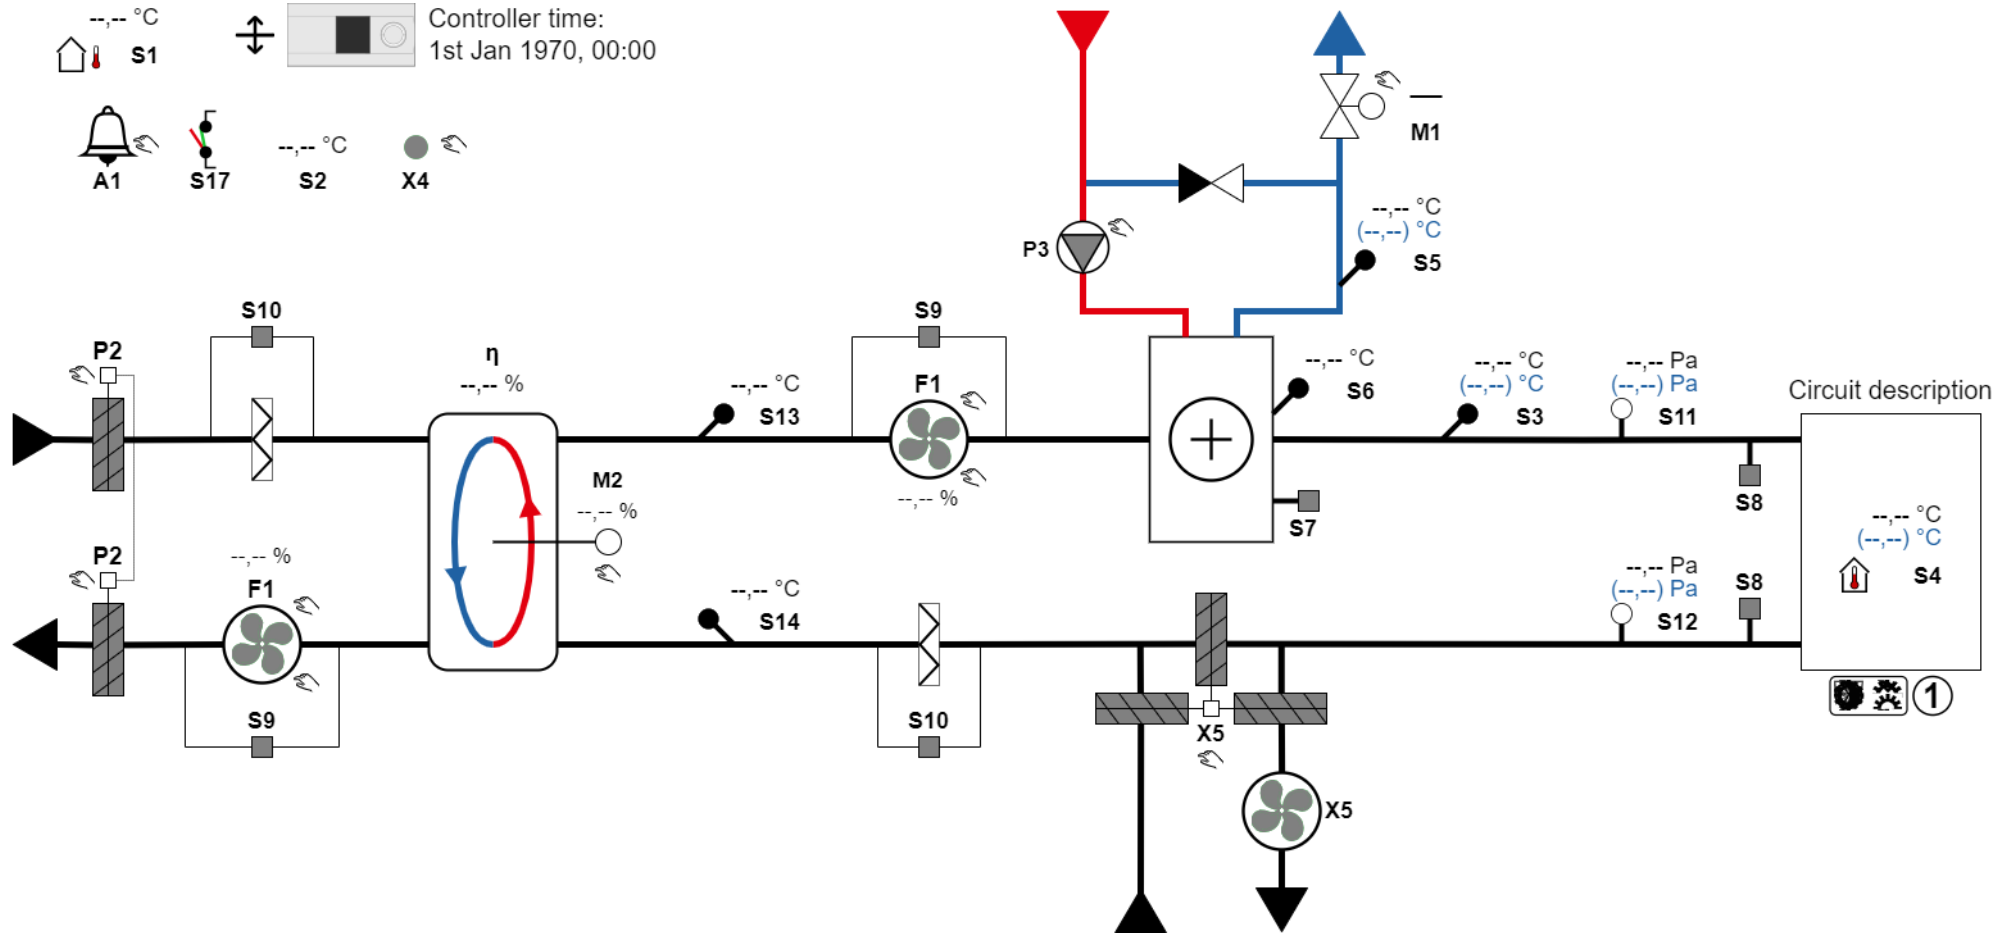 --,-- °C
S1
Controller time:
1st Jan 1970, 00:00
A1
S17
--,-- °C
S2
X4
M1
--,-- °C
(--,--) °C
S5
P3
S10
P2
η
--,-- %
--,-- °C
S13
S9
F1
--,-- %
--,-- °C
S6
--,-- °C
(--,--) °C
S3
--,-- Pa
(--,--) Pa
S11
Circuit description
M2
--,-- %
S7
S8
--,-- °C
(--,--) °C
S4
P2
--,-- %
F1
S9
--,-- °C
S14
S10
X5
X5
--,-- Pa
(--,--) Pa
S12
S8
1